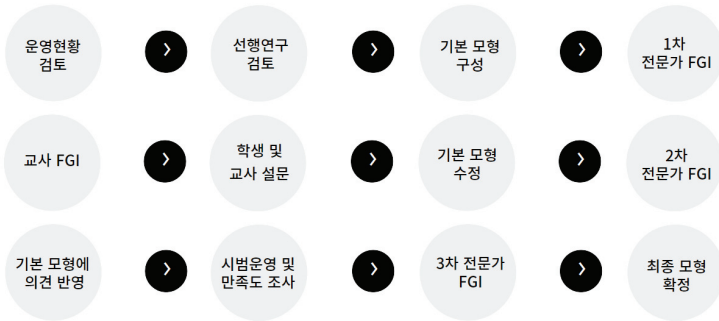 운영현황
검토
선행연구
검토
기본 모형
구성
1차
전문가 FGI
교사 FGI
학생 및
교사 설문
기본 모형
수정
2차
전문가 FGI
기본 모형에
의견 반영
시범운영 및
만족도 조사
3차 전문가
FGI
최종 모형
확정